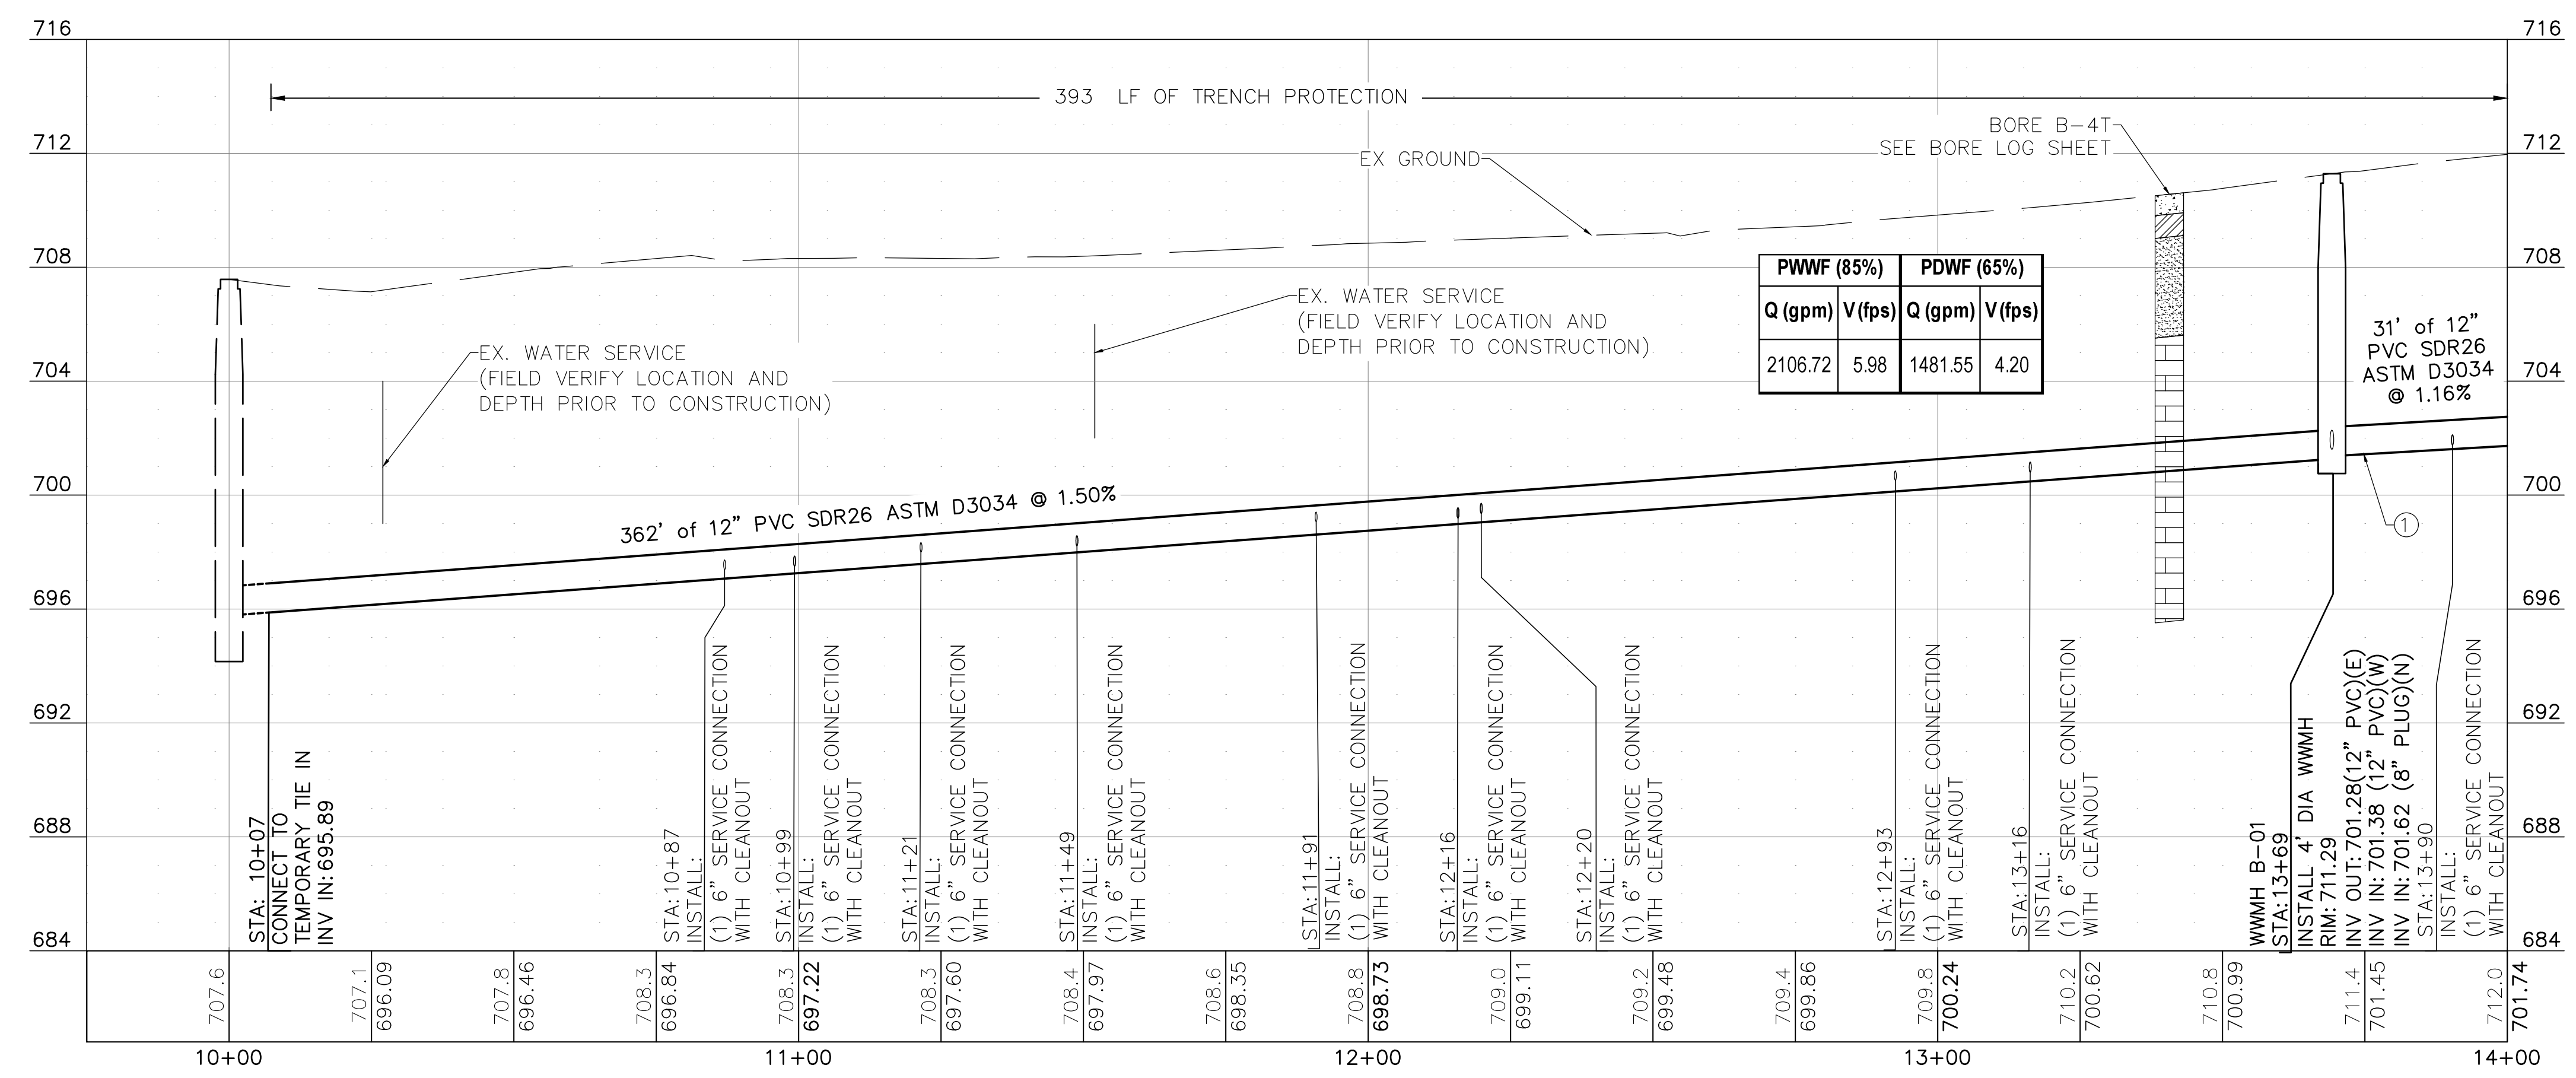 716
716
393 LF OF TRENCH PROTECTION
BORE B-4T
SEE BORE LOG SHEET
712
712
EX GROUND
708
708
PWWF (85%) PDWF (65%)
Q (gpm) V (fps) Q (gpm) V (fps)
2106.72 5.98 1481.55 4.20
EX. WATER SERVICE
(FIELD VERIFY LOCATION AND
DEPTH PRIOR TO CONSTRUCTION)
EX. WATER SERVICE
(FIELD VERIFY LOCATION AND
DEPTH PRIOR TO CONSTRUCTION)
31' of 12"
PVC SDR26
ASTM D3034
@ 1.16%
704
704
700
700
362' of 12" PVC SDR26 ASTM D3034 @ 1.50%
1
696
696
692
692
688
688
684
684
STA: 10+07
CONNECT TO
TEMPORARY TIE IN
INV IN: 695.89
STA:10+87
INSTALL:
(1) 6" SERVICE CONNECTION
WITH CLEANOUT
STA:10+99
INSTALL:
(1) 6" SERVICE CONNECTION
WITH CLEANOUT
STA:11+21
INSTALL:
(1) 6" SERVICE CONNECTION
WITH CLEANOUT
STA:11+49
INSTALL:
(1) 6" SERVICE CONNECTION
WITH CLEANOUT
STA:11+91
INSTALL:
(1) 6" SERVICE CONNECTION
WITH CLEANOUT
STA:12+16
INSTALL:
(1) 6" SERVICE CONNECTION
WITH CLEANOUT
STA:12+20
INSTALL:
(1) 6" SERVICE CONNECTION
WITH CLEANOUT
STA:12+93
INSTALL:
(1) 6" SERVICE CONNECTION
WITH CLEANOUT
STA:13+16
INSTALL:
(1) 6" SERVICE CONNECTION
WITH CLEANOUT
WWMH B-01
STA:13+69
INSTALL 4' DIA WWMH
RIM: 711.29
INV OUT: 701.28(12" PVC)(E)
INV IN: 701.38 (12" PVC)(W)
INV IN: 701.62 (8" PLUG)(N)
STA:13+90
INSTALL:
(1) 6" SERVICE CONNECTION
WITH CLEANOUT
707.6
707.1
696.09
707.8
696.46
708.3
696.84
708.3
697.22
708.3
697.60
708.4
697.97
708.6
698.35
708.8
698.73
709.0
699.11
709.2
699.48
709.4
699.86
709.8
700.24
710.2
700.62
710.8
700.99
711.4
701.45
712.0
701.74
10+00
11+00
12+00
13+00
14+00